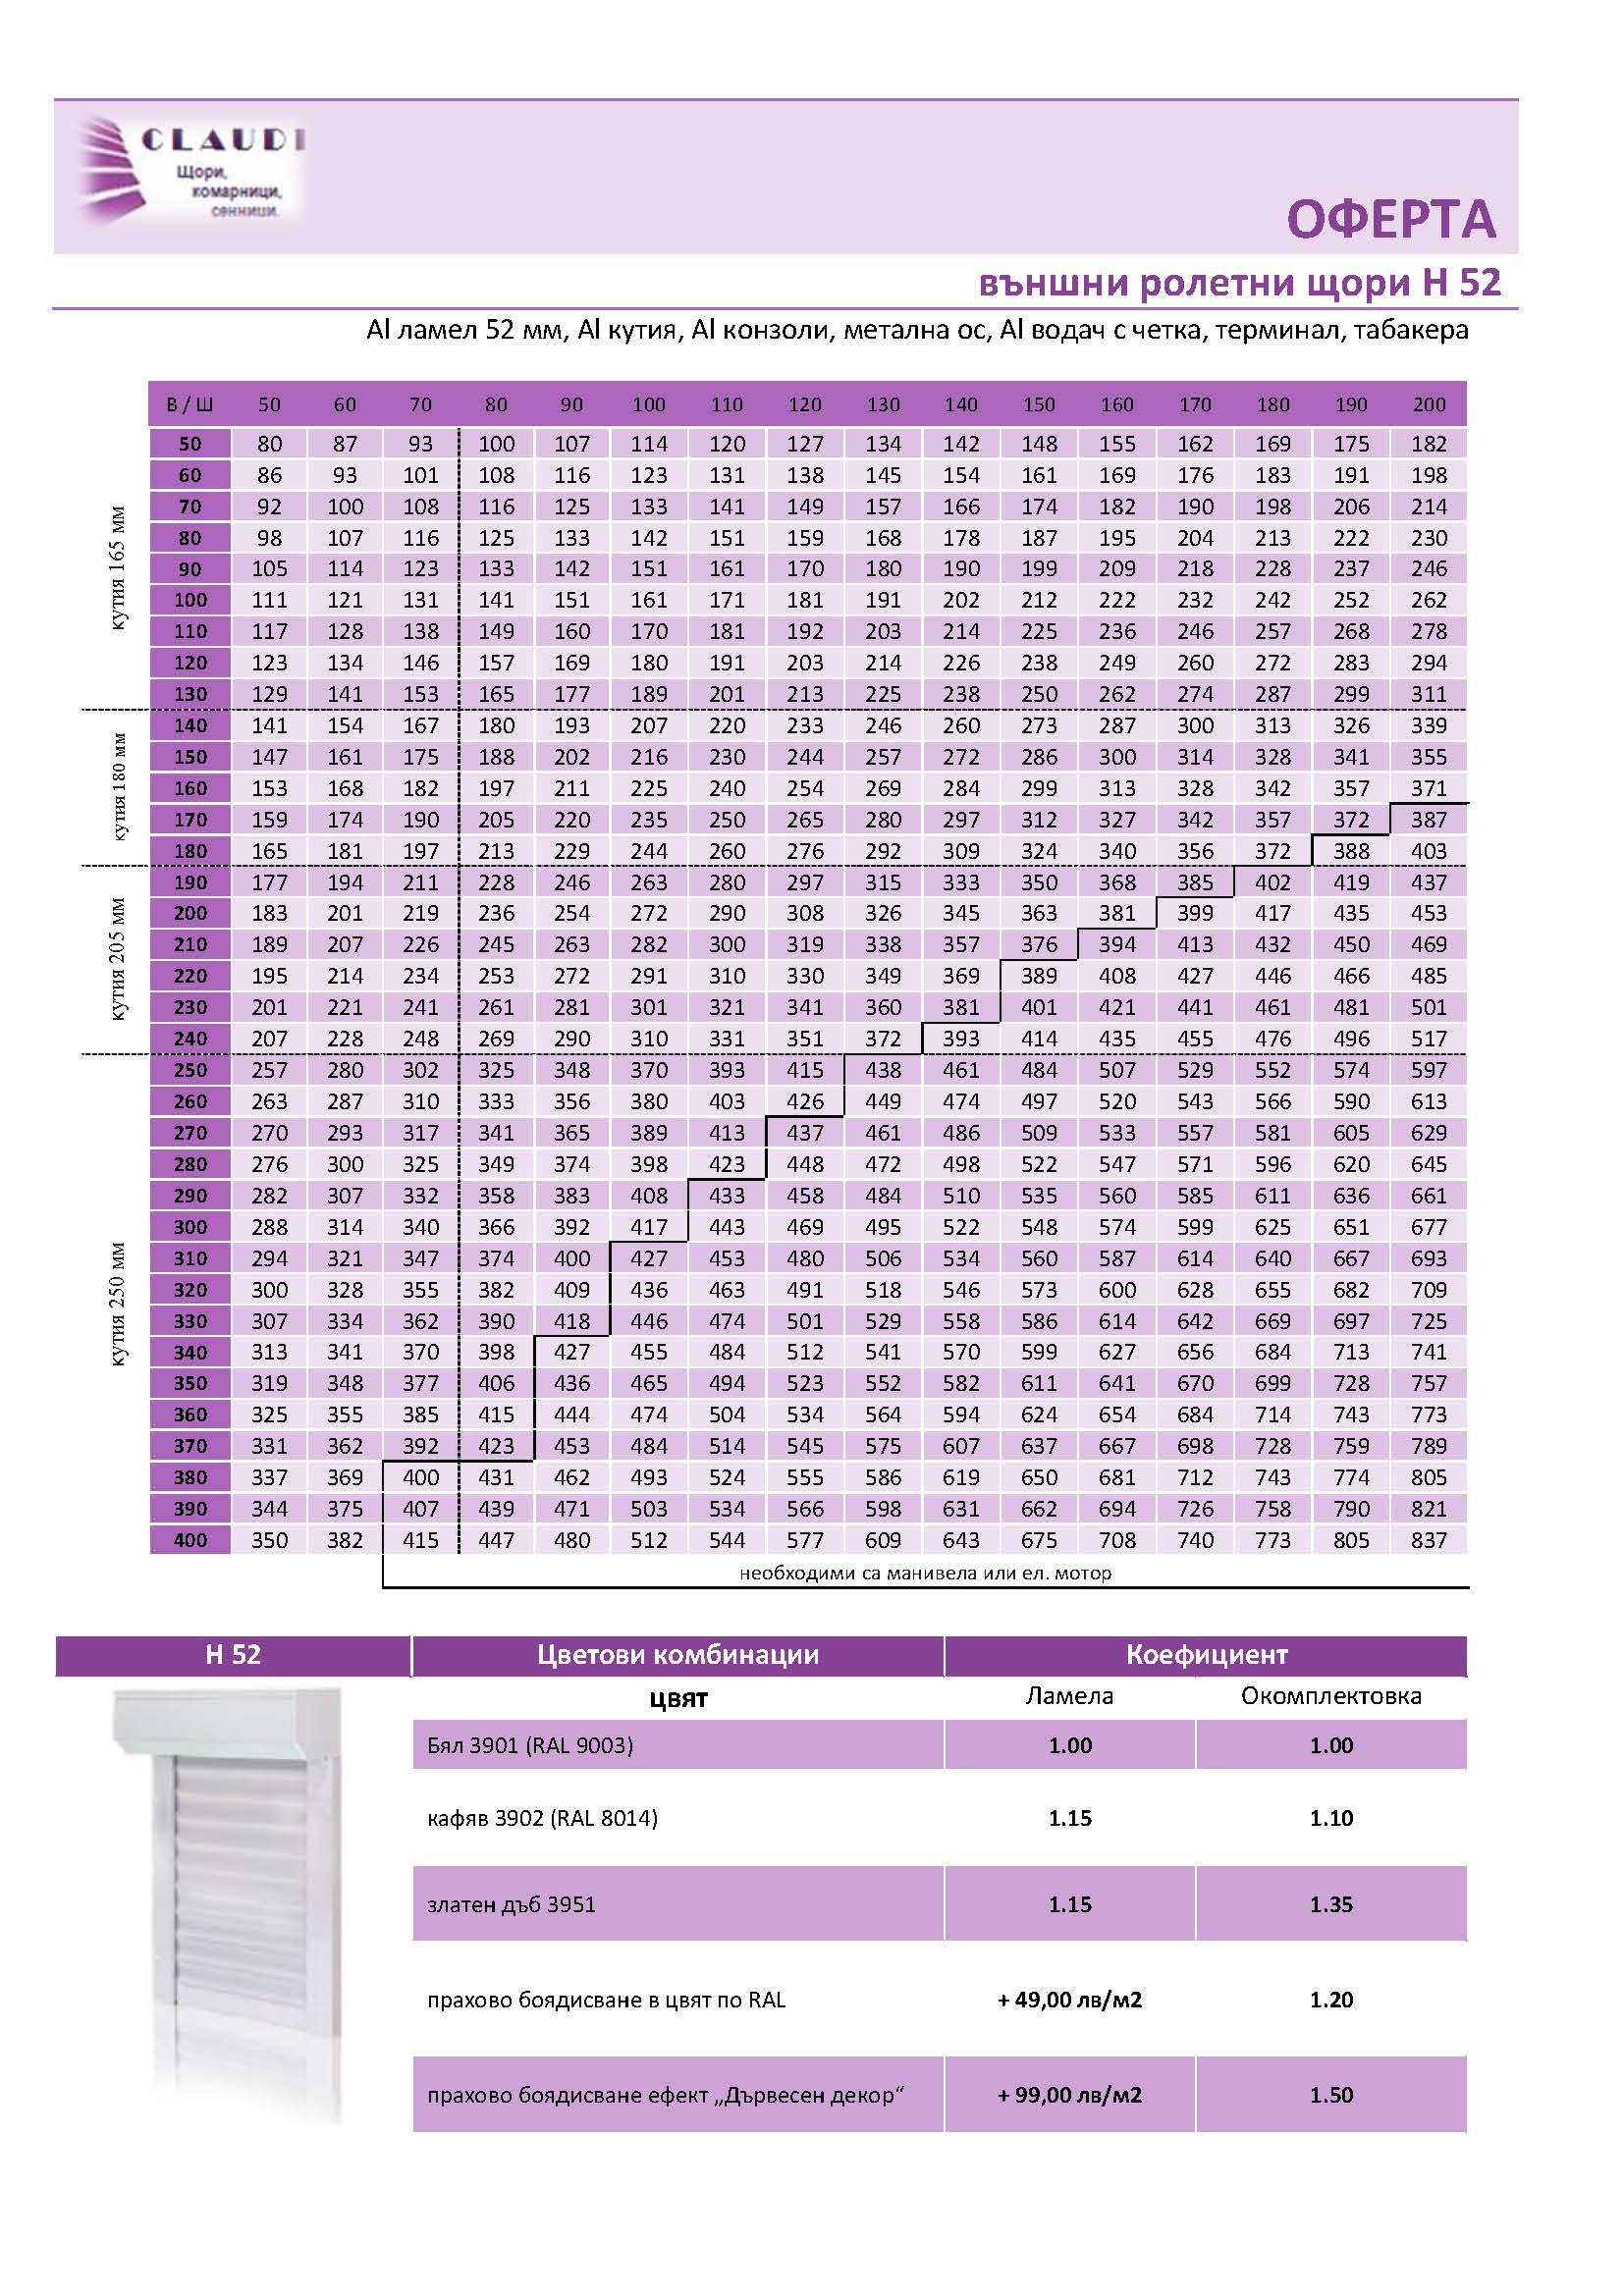 CLAUDI
Щори,
комарници,
сенници.
ОФЕРТА
външни ролетни щори Н 52
Al ламел 52 мм, Al кутия, Al конзоли, метална ос, Al водач с четка, терминал, табакера
В / Ш 50 60 70 80 90 100 110 120 130 140 150 160 170 180 190 200
кутия 165 мм
50 80 87 93 100 107 114 120 127 134 142 148 155 162 169 175 182
60 86 93 101 108 116 123 131 138 145 154 161 169 176 183 191 198
70 92 100 108 116 125 133 141 149 157 166 174 182 190 198 206 214
80 98 107 116 125 133 142 151 159 168 178 187 195 204 213 222 230
90 105 114 123 133 142 151 161 170 180 190 199 209 218 228 237 246
100 111 121 131 141 151 161 171 181 191 202 212 222 232 242 252 262
110 117 128 138 149 160 170 181 192 203 214 225 236 246 257 268 278
120 123 134 146 157 169 180 191 203 214 226 238 249 260 272 283 294
130 129 141 153 165 177 189 201 213 225 238 250 262 274 287 299 311
кутия 180 мм
140 141 154 167 180 193 207 220 233 246 260 273 287 300 313 326 339
150 147 161 175 188 202 216 230 244 257 272 286 300 314 328 341 355
160 153 168 182 197 211 225 240 254 269 284 299 313 328 342 357 371
170 159 174 190 205 220 235 250 265 280 297 312 327 342 357 372 387
180 165 181 197 213 229 244 260 276 292 309 324 340 356 372 388 403
кутия 205 мм
190 177 194 211 228 246 263 280 297 315 333 350 368 385 402 419 437
200 183 201 219 236 254 272 290 308 326 345 363 381 399 417 435 453
210 189 207 226 245 263 282 300 319 338 357 376 394 413 432 450 469
220 195 214 234 253 272 291 310 330 349 369 389 408 427 446 466 485
230 201 221 241 261 281 301 321 341 360 381 401 421 441 461 481 501
240 207 228 248 269 290 310 331 351 372 393 414 435 455 476 496 517
кутия 250 мм
250 257 280 302 325 348 370 393 415 438 461 484 507 529 552 574 597
260 263 287 310 333 356 380 403 426 449 474 497 520 543 566 590 613
270 270 293 317 341 365 389 413 437 461 486 509 533 557 581 605 629
280 276 300 325 349 374 398 423 448 472 498 522 547 571 596 620 645
290 282 307 332 358 383 408 433 458 484 510 535 560 585 611 636 661
300 288 314 340 366 392 417 443 469 495 522 548 574 599 625 651 677
310 294 321 347 374 400 427 453 480 506 534 560 587 614 640 667 693
320 300 328 355 382 409 436 463 491 518 546 573 600 628 655 682 709
330 307 334 362 390 418 446 474 501 529 558 586 614 642 669 697 725
340 313 341 370 398 427 455 484 512 541 570 599 627 656 684 713 741
350 319 348 377 406 436 465 494 523 552 582 611 641 670 699 728 757
360 325 355 385 415 444 474 504 534 564 594 624 654 684 714 743 773
370 331 362 392 423 453 484 514 545 575 607 637 667 698 728 759 789
380 337 369 400 431 462 493 524 555 586 619 650 681 712 743 774 805
390 344 375 407 439 471 503 534 566 598 631 662 694 726 758 790 821
400 350 382 415 447 480 512 544 577 609 643 675 708 740 773 805 837
необходими са манивела или ел. мотор
Н 52 Цветови комбинации Коефициент
цвят Ламела Окомплектовка
Бял 3901 (RAL 9003) 1.00 1.00
кафяв 3902 (RAL 8014) 1.15 1.10
златен дъб 3951 1.15 1.35
прахово боядисване в цвят по RAL + 49,00 лв/м2 1.20
прахово боядисване ефект „Дървесен декор“ + 99,00 лв/м2 1.50